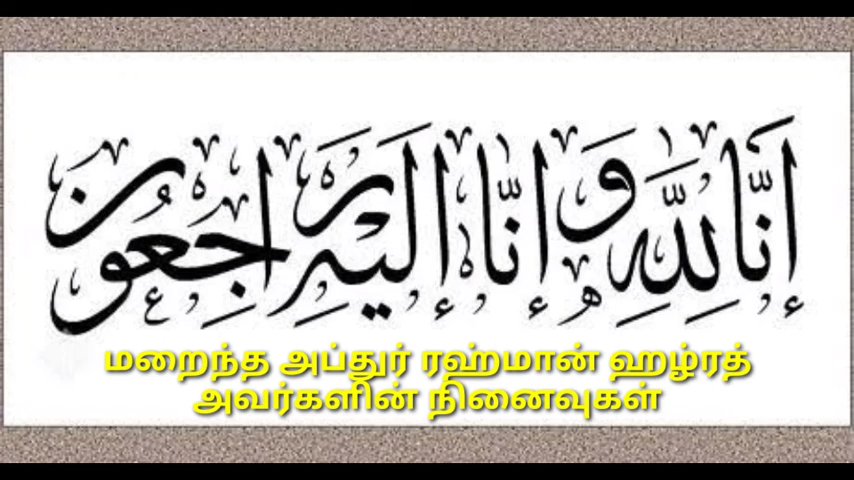 إنا لله وإنا إليه راجعون
மறைந்த அப்துர் ரஹ்மான் ஹழ்ரத்
அவர்களின் நினைவுகள்